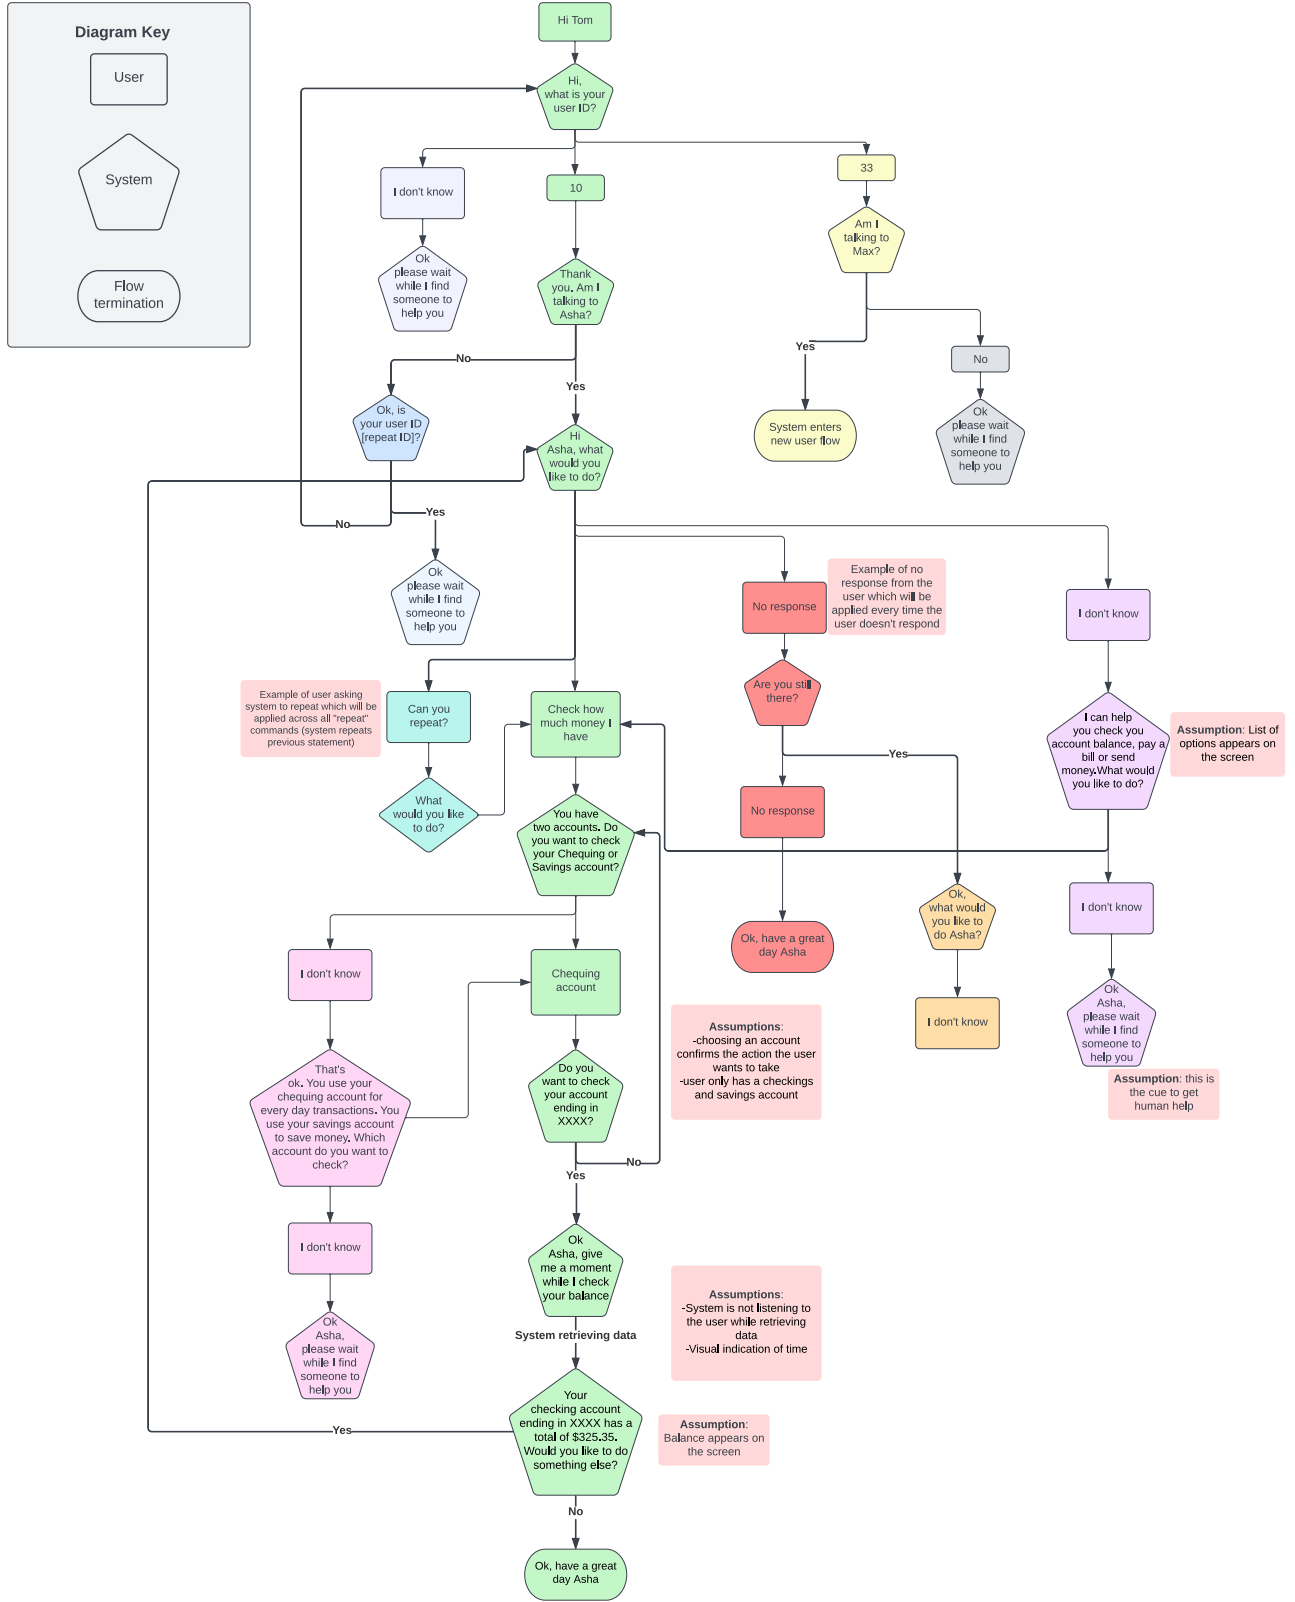 Diagram Key
User
System
Flow
termination
Hi Tom
Hi,
what is your
user ID?
I don't know
10
33
Ok
please wait
while I find
someone to
help you
Thank
you. Am I
talking to
Asha?
Am I
talking to
Max?
No
Yes
Yes
No
Ok, is
your user ID
[repeat ID]?
Hi
Asha, what
would you
like to do?
System enters
new user flow
Ok
please wait
while I find
someone to
help you
No
Yes
Ok
please wait
while I find
someone to
help you
No response
Example of no
response from the
user which will be
applied every time the
user doesn't respond
I don't know
Are you still
there?
Example of user asking
system to repeat which will be
applied across all "repeat"
commands (system repeats
previous statement)
Can you
repeat?
Check how
much money I
have
I can help
you check you
account balance, pay a
bill or send
money.What would
you like to do?
Assumption: List of
options appears on
the screen
Yes
What
would you like
to do?
No response
You have
two accounts. Do
you want to check
your Chequing or
Savings account?
Ok,
what would
you like to
do Asha?
I don't know
Ok, have a great
day Asha
I don't know
Chequing
account
Ok
Asha,
please wait
while I find
someone to
help you
I don't know
Assumptions:
-choosing an account
confirms the action the user
wants to take
-user only has a checkings
and savings account
Assumption: this is
the cue to get
human help
That's
ok. You use your
chequing account for
every day transactions. You
use your savings account
to save money. Which
account do you want to
check?
Do you
want to check
your account
ending in
XXXX?
No
Yes
I don't know
Ok
Asha, give
me a moment
while I check
your balance
Assumptions:
-System is not listening to
the user while retrieving
data
-Visual indication of time
System retrieving data
Ok
Asha,
please wait
while I find
someone to
help you
Your
checking account
ending in XXXX has a
total of $325.35.
Would you like to do
something else?
Assumption:
Balance appears on
the screen
Yes
No
Ok, have a great
day Asha